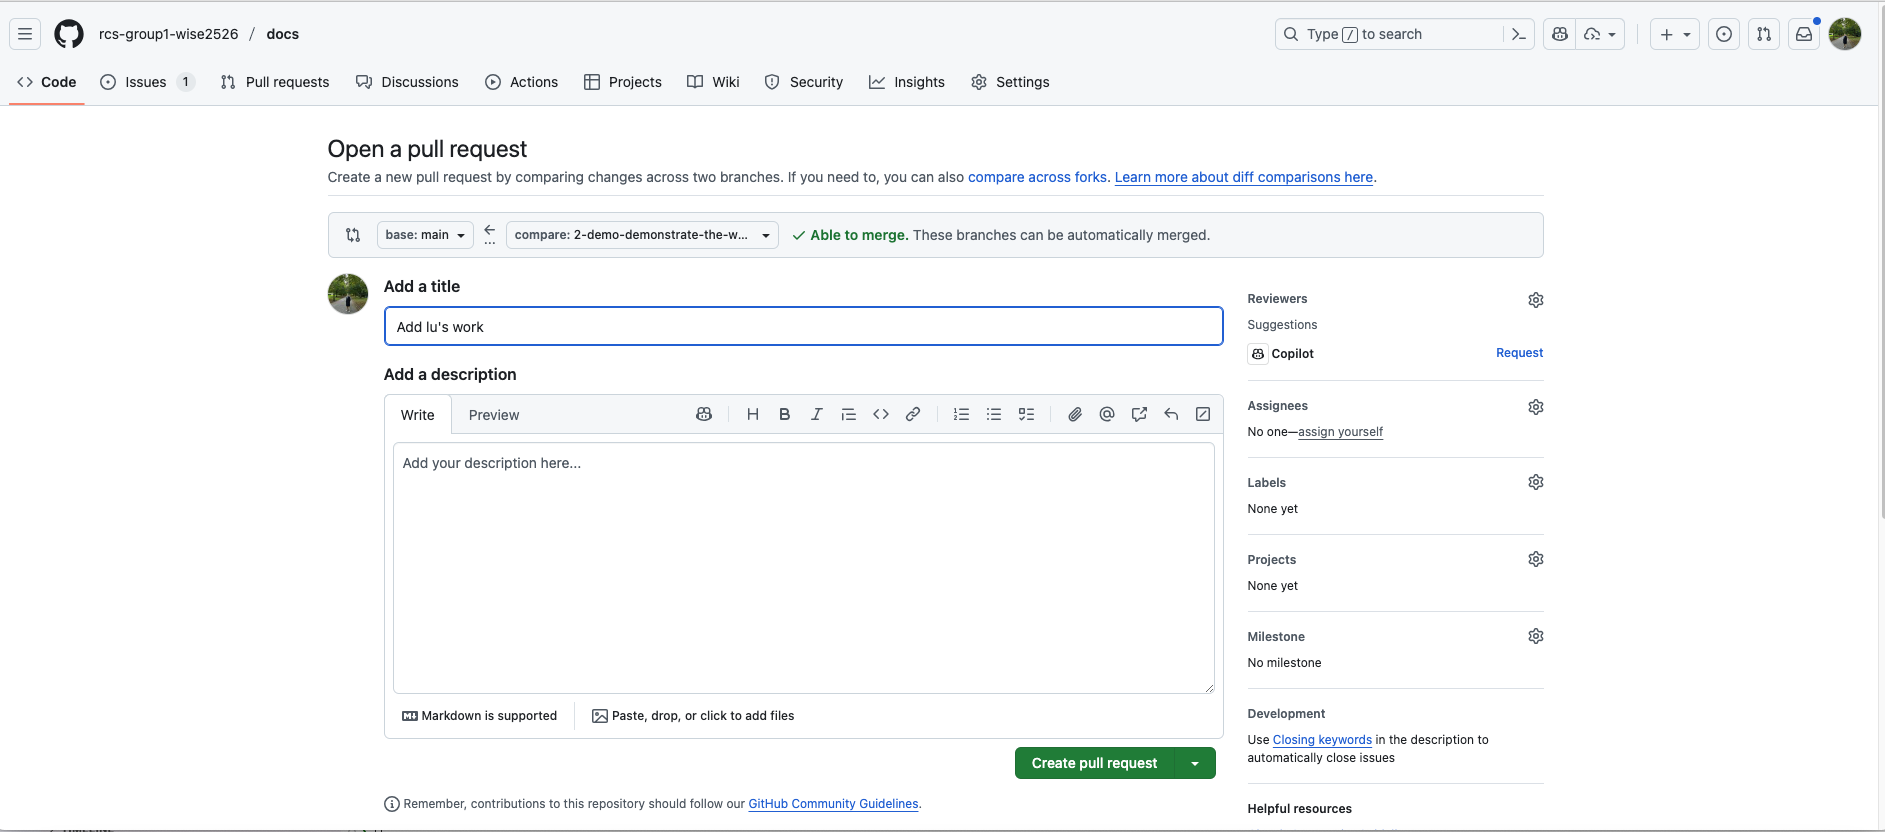 rcs-group1-wise2526 / docs
Type / to search
Code
Issues 1
Pull requests
Discussions
Actions
Projects
Wiki
Security
Insights
Settings
Open a pull request
Create a new pull request by comparing changes across two branches. If you need to, you can also compare across forks. Learn more about diff comparisons here.
base: main
compare: 2-demo-demonstrate-the-w...
Able to merge. These branches can be automatically merged.
Add a title
Add lu's work
Add a description
Write
Preview
Add your description here...
Markdown is supported
Paste, drop, or click to add files
Create pull request
Remember, contributions to this repository should follow our GitHub Community Guidelines.
Reviewers
Suggestions
Copilot
Request
Assignees
No one—assign yourself
Labels
None yet
Projects
None yet
Milestone
No milestone
Development
Use Closing keywords in the description to
automatically close issues
Helpful resources